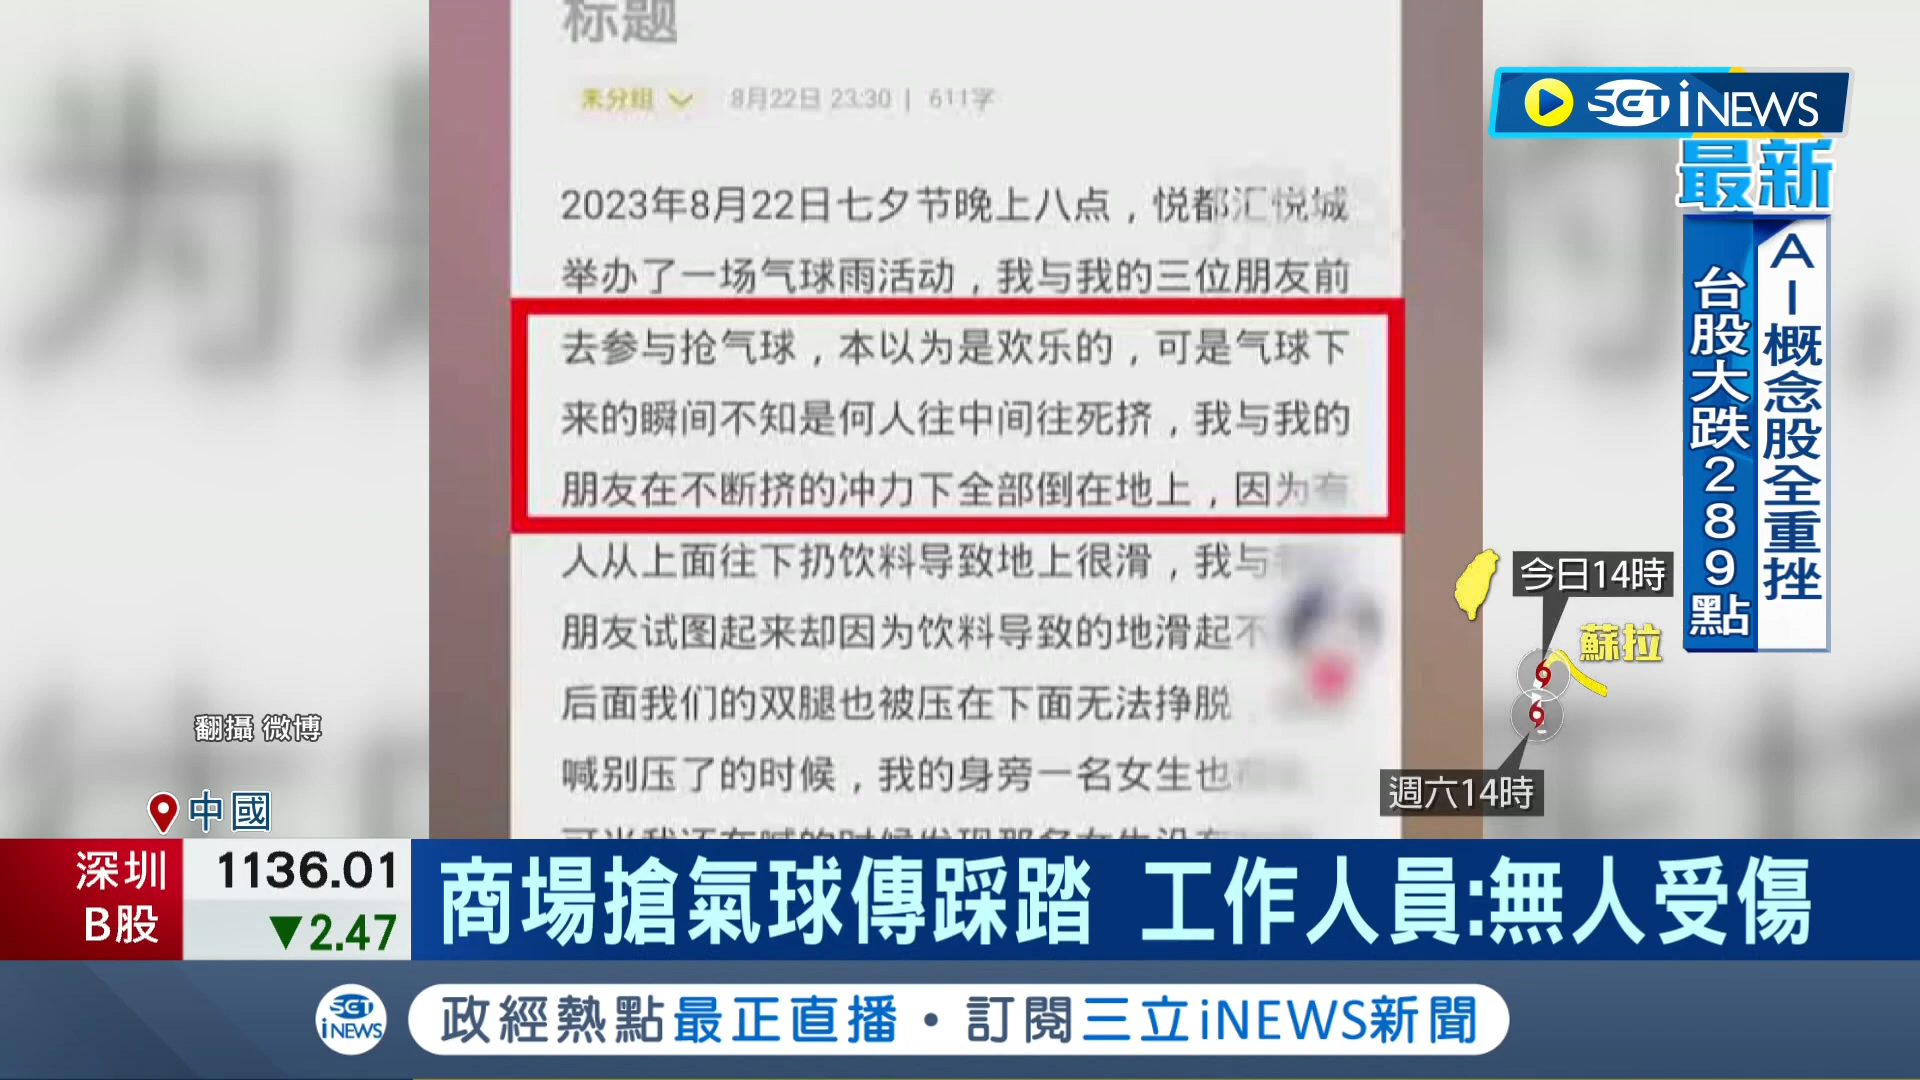 标题
未分组
8月22日 23:30 | 611字
2023年8月22日七夕节晚上八点，悦都汇悦城
举办了一场气球雨活动，我与我的三位朋友前
去参与抢气球，本以为是欢乐的，可是气球下
来的瞬间不知是何人往中间往死挤，我与我的
朋友在不断挤的冲力下全部倒在地上，因为有
人从上面往下扔饮料导致地上很滑，我与
朋友试图起来却因为饮料导致的地滑起不
后面我们的双腿也被压在下面无法挣脱
喊别压了的时候，我的身旁一名女生也
SET iNEWS
最新
AI概念股全重挫
台股大跌289點
今日14時
蘇拉
週六14時
翻攝 微博
中國
深圳
B股
1136.01
▼2.47
商場搶氣球傳踩踏 工作人員:無人受傷
SET iNEWS
政經熱點最正直播・訂閱三立iNEWS新聞